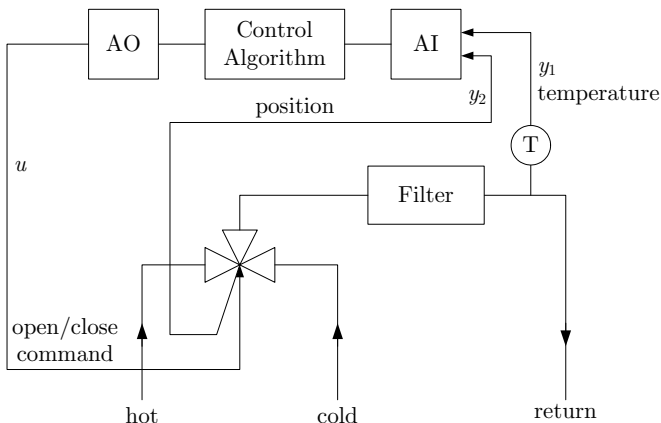 AO
Control
Algorithm
AI
y₁
temperature
y₂
position
T
u
Filter
open/close
command
hot
cold
return